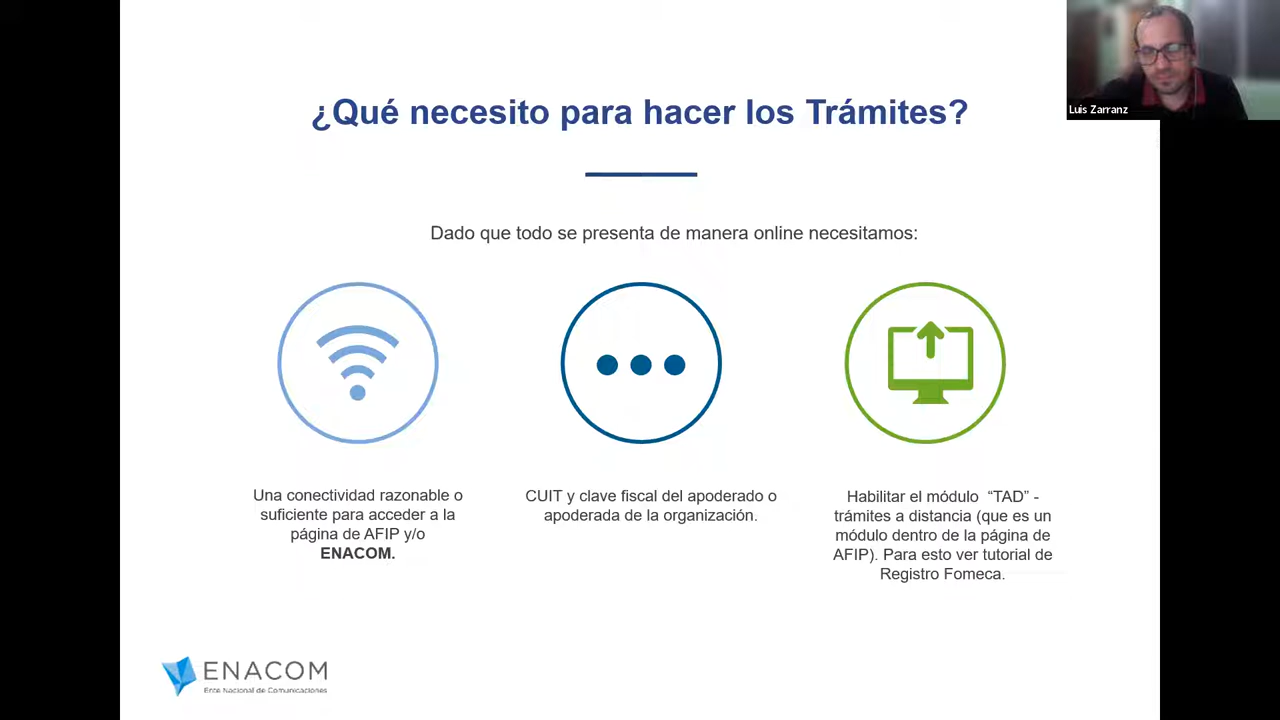 ¿Qué necesito para hacer los Trámites?
Luis Zarranz
Dado que todo se presenta de manera online necesitamos:
Una conectividad razonable o
suficiente para acceder a la
página de AFIP y/o
ENACOM.
CUIT y clave fiscal del apoderado o
apoderada de la organización.
Habilitar el módulo “TAD” -
trámites a distancia (que es un
módulo dentro de la página de
AFIP). Para esto ver tutorial de
Registro Fomeca.
ENACOM
Ente Nacional de Comunicaciones